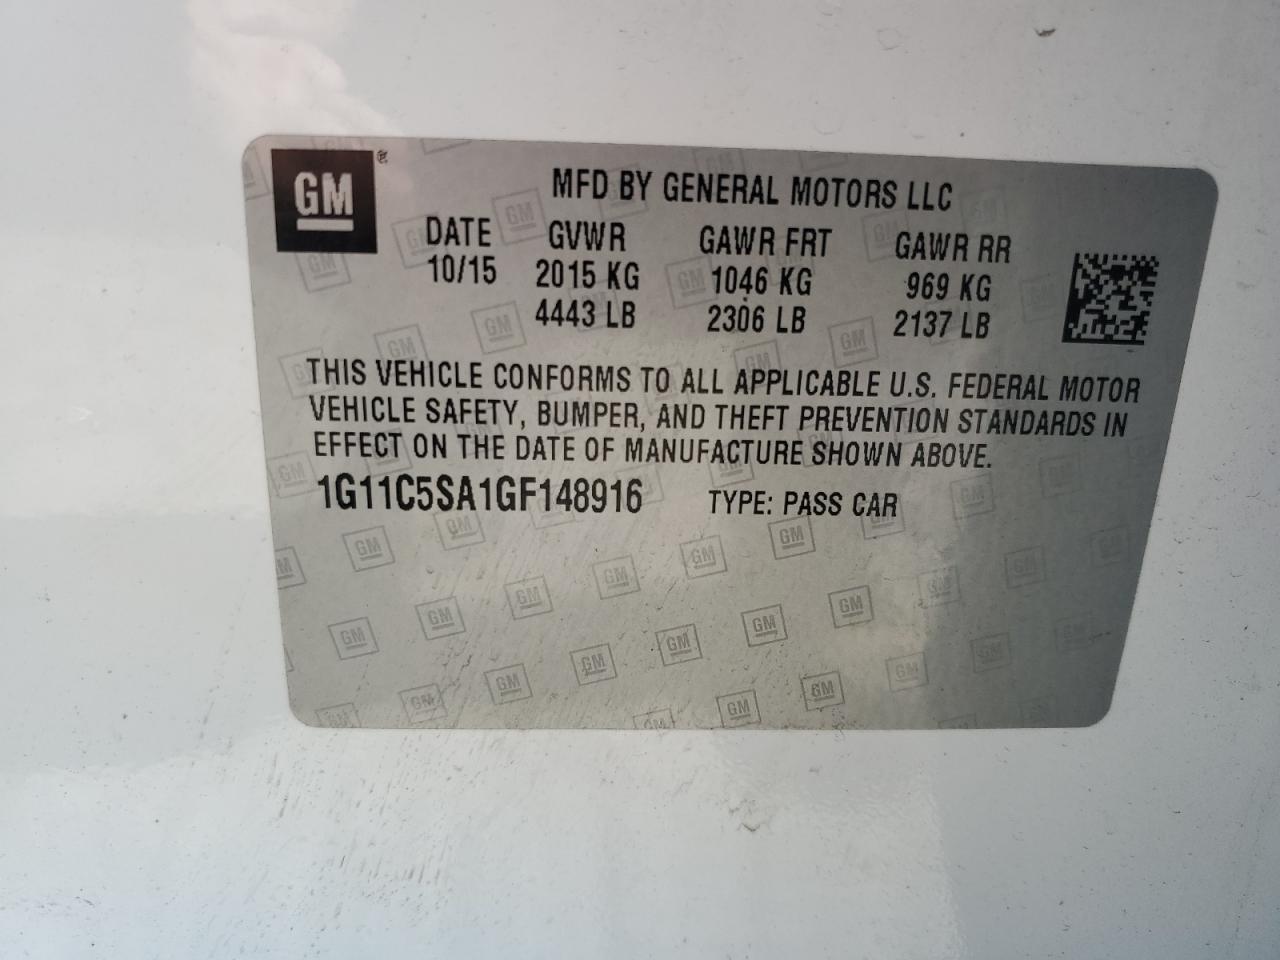 GM
MFD BY GENERAL MOTORS LLC
DATE GVWR GAWR FRT GAWR RR
10/15 2015 KG 1046 KG 969 KG
4443 LB 2306 LB 2137 LB
THIS VEHICLE CONFORMS TO ALL APPLICABLE U.S. FEDERAL MOTOR
VEHICLE SAFETY, BUMPER, AND THEFT PREVENTION STANDARDS IN
EFFECT ON THE DATE OF MANUFACTURE SHOWN ABOVE.
1G11C5SA1GF148916 TYPE: PASS CAR